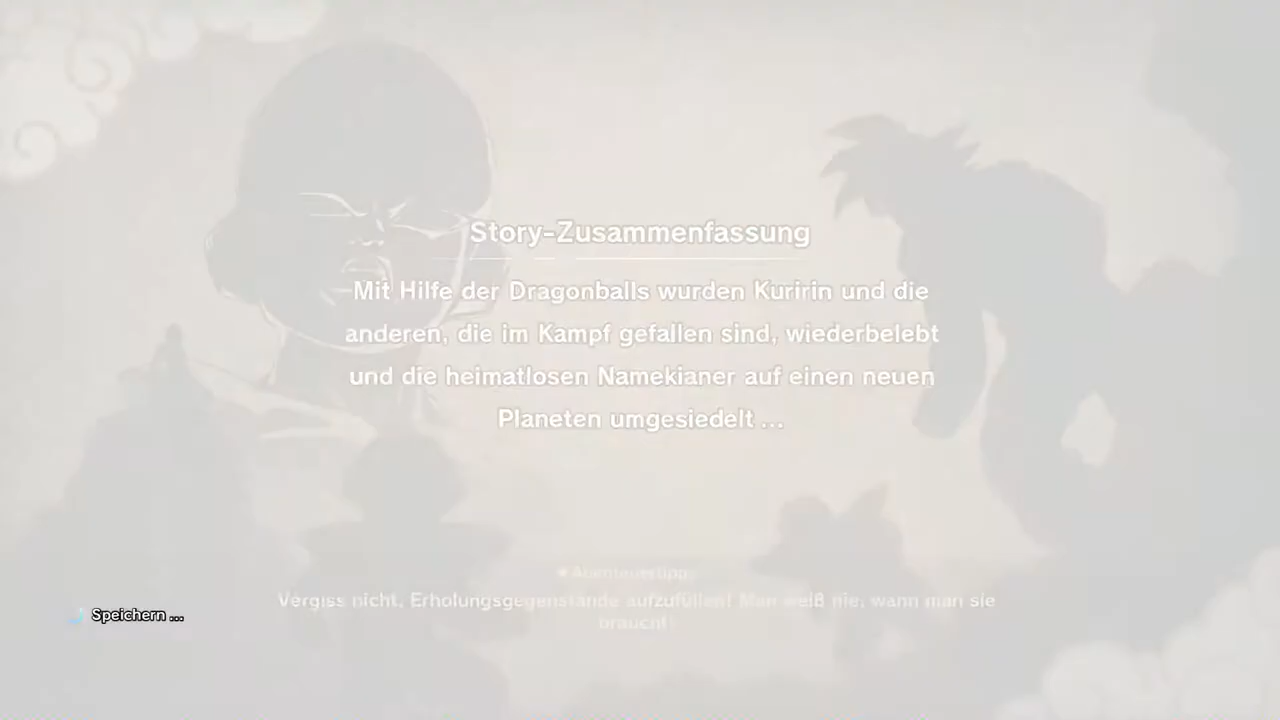 Story-Zusammenfassung
Mit Hilfe der Dragonballs wurden Kuririn und die
anderen, die im Kampf gefallen sind, wiederbelebt
und die heimatlosen Namekianer auf einen neuen
Planeten umgesiedelt ...
★Abenteuertipps
Vergiss nicht, Erholungsgegenstände aufzufüllen! Man weiß nie, wann man sie
braucht!
Speichern ...